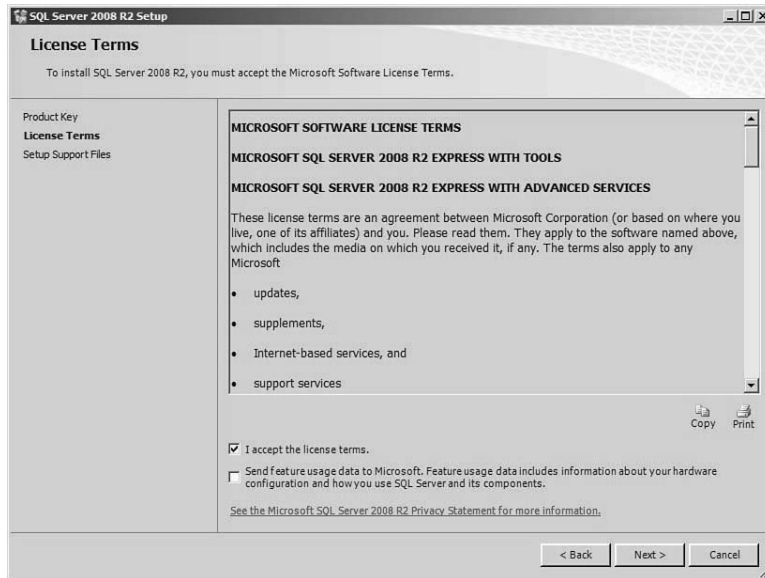 SQL Server 2008 R2 Setup
License Terms
To install SQL Server 2008 R2, you must accept the Microsoft Software License Terms.
Product Key
License Terms
Setup Support Files
MICROSOFT SOFTWARE LICENSE TERMS
MICROSOFT SQL SERVER 2008 R2 EXPRESS WITH TOOLS
MICROSOFT SQL SERVER 2008 R2 EXPRESS WITH ADVANCED SERVICES
These license terms are an agreement between Microsoft Corporation (or based on where you
live, one of its affiliates) and you. Please read them. They apply to the software named above,
which includes the media on which you received it, if any. The terms also apply to any
Microsoft
• updates,
• supplements,
• Internet-based services, and
• support services
Copy Print
I accept the license terms.
Send feature usage data to Microsoft. Feature usage data includes information about your hardware
configuration and how you use SQL Server and its components.
See the Microsoft SQL Server 2008 R2 Privacy Statement for more information.
< Back Next > Cancel